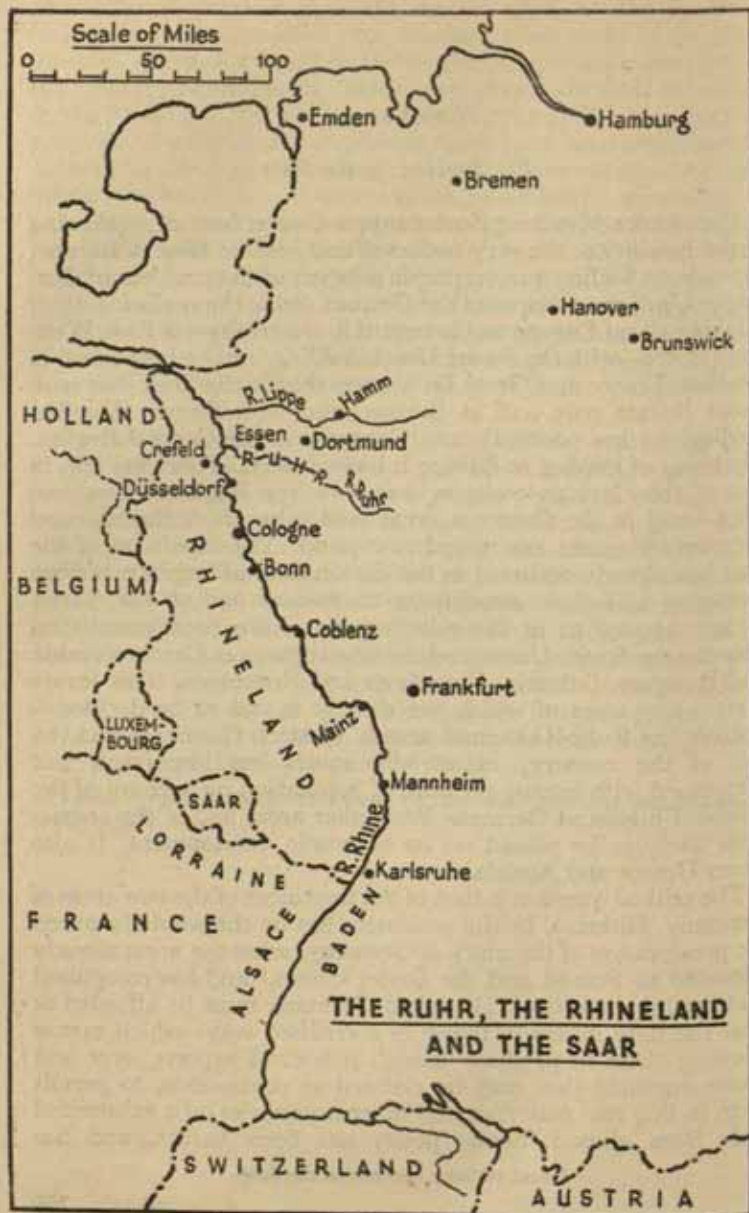 Scale of Miles
0 50 100
Emden
Hamburg
Bremen
Hanover
Brunswick
HOLLAND
R. Lippe
Hamm
Essen
Dortmund
Crefeld
RUHR
R. Ruhr
Düsseldorf
Cologne
RHINELAND
Bonn
BELGIUM
Coblenz
Frankfurt
LUXEM-
BOURG
Mainz
Mannheim
SAAR
LORRAINE
R. Rhine
Karlsruhe
FRANCE
ALSACE
BADEN
THE RUHR, THE RHINELAND
AND THE SAAR
SWITZERLAND
AUSTRIA